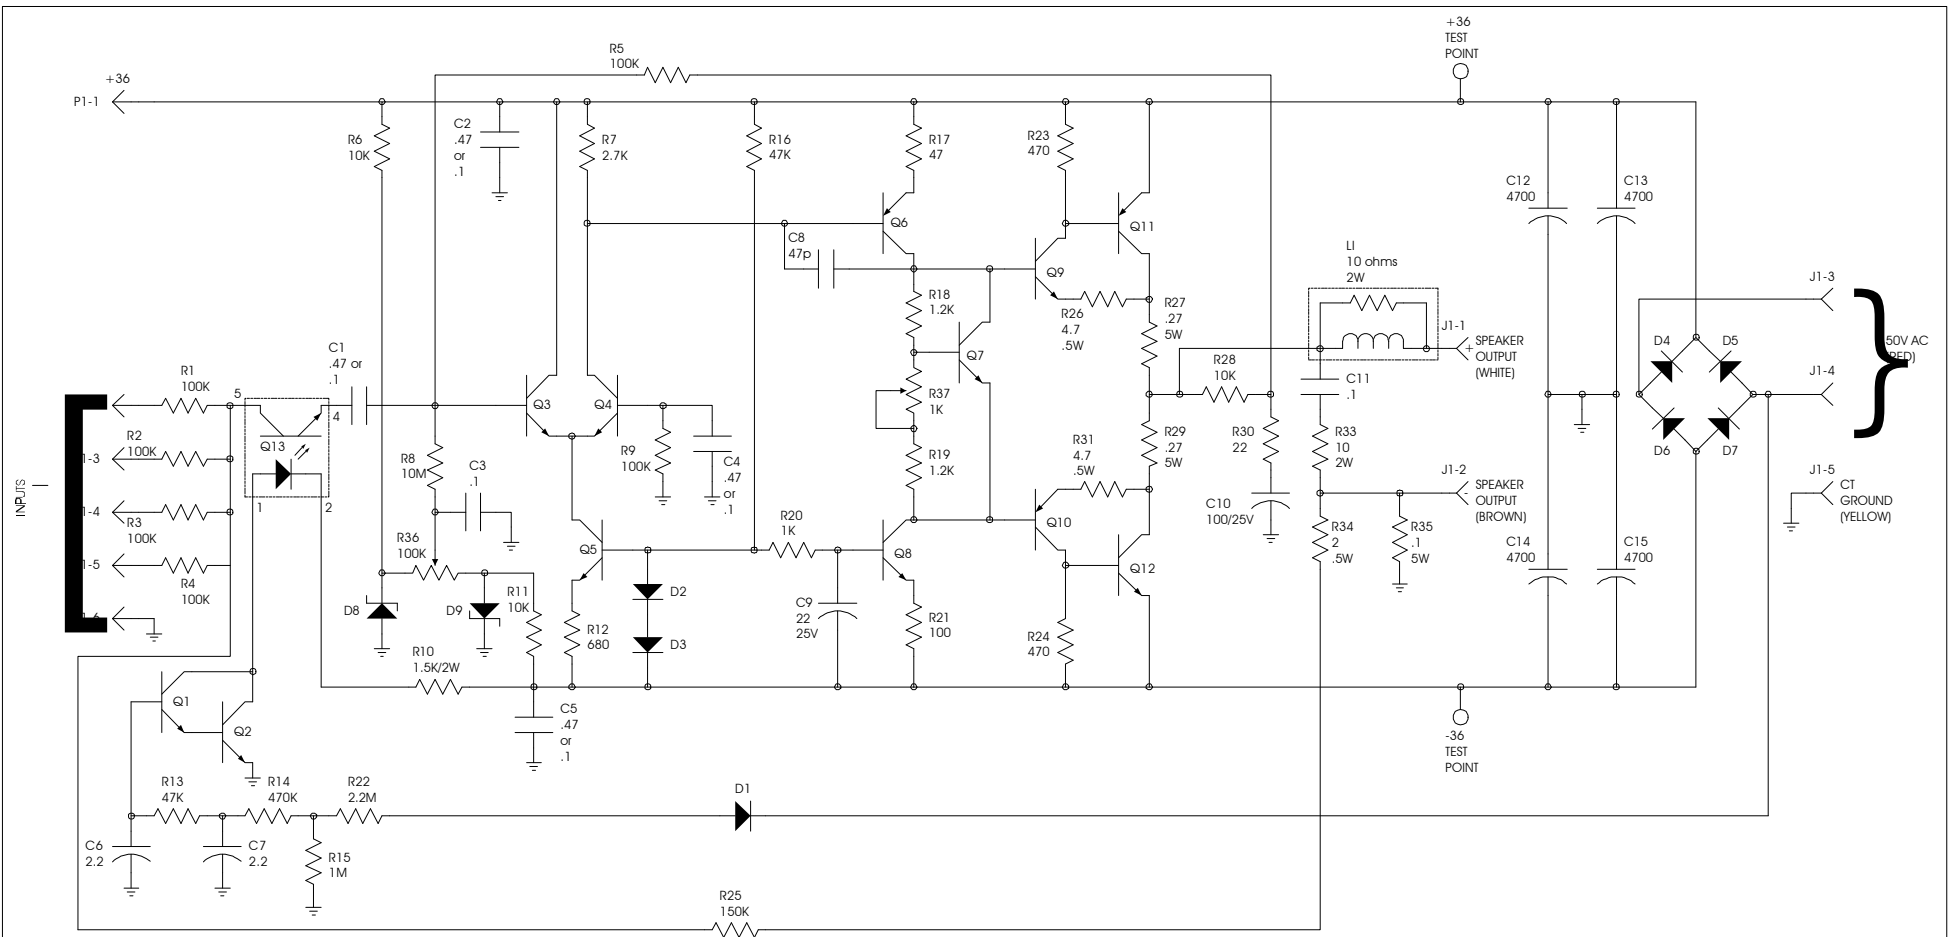 +36
TEST
POINT
R5
100K
+36
P1-1
R6
10K
C2
.47
or
.1
R7
2.7K
R16
47K
R17
47
R23
470
C12
4700
C13
4700
Q6
Q11
C8
47p
LI
10 ohms
2W
Q9
J1-3
R18
1.2K
R26
4.7
.5W
R27
.27
5W
J1-1
SPEAKER
OUTPUT
(WHITE)
+
D4
D5
50V AC
C1
.47 or
.1
Q7
R28
10K
C11
.1
J1-4
R1
100K
5
4
Q3
Q4
R37
1K
R2
100K
-3
Q13
R8
10M
C3
.1
R9
100K
C4
.47
or
.1
R19
1.2K
R31
4.7
.5W
R29
.27
5W
R30
22
R33
10
2W
D6
D7
J1-2
SPEAKER
OUTPUT
(BROWN)
-
J1-5
CT
GROUND
(YELLOW)
INPUTS
1
2
-4
R3
100K
C10
100/25V
R20
1K
Q10
R36
100K
Q5
Q8
R34
2
.5W
R35
.1
5W
C14
4700
C15
4700
-5
R4
100K
Q12
D8
D9
R11
10K
D2
C9
22
25V
R12
680
D3
R21
100
R24
470
R10
1.5K/2W
Q1
Q2
C5
.47
or
.1
-36
TEST
POINT
R13
47K
R14
470K
R22
2.2M
D1
C6
2.2
C7
2.2
R15
1M
R25
150K